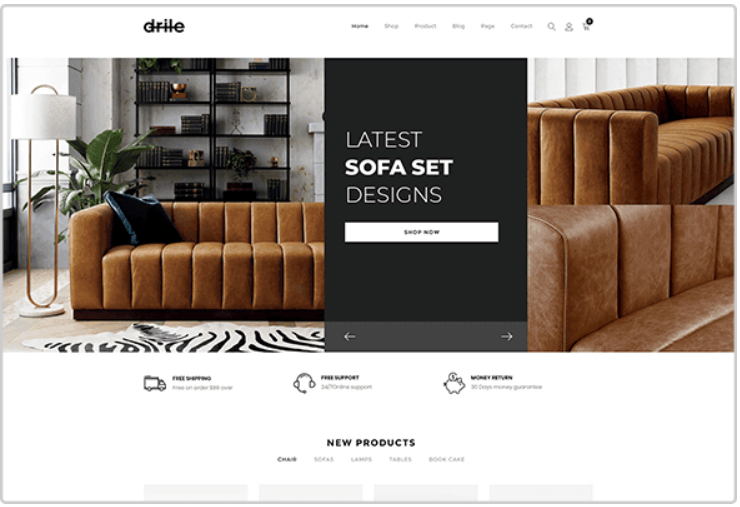 drile
Home Shop Product Blog Page Contact
0
LATEST
SOFA SET
DESIGNS
SHOP NOW
FREE SHIPPING
Free on order $99 over
FREE SUPPORT
24/7Online support
MONEY RETURN
30 Days money guarantee
NEW PRODUCTS
CHAIR SOFAS LAMPS TABLES BOOK CAKE